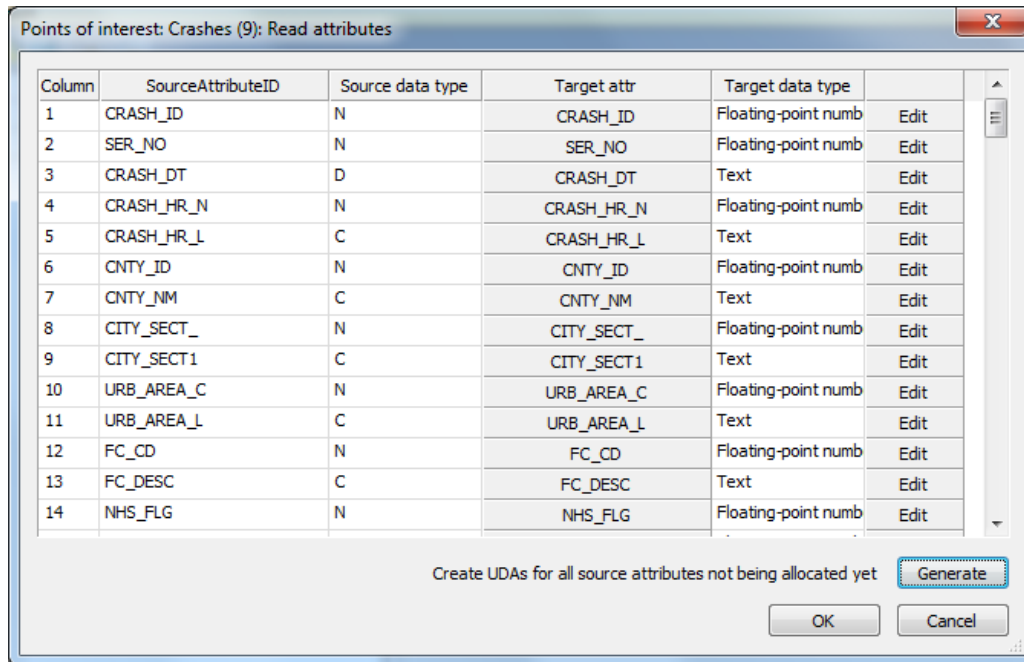 Points of interest: Crashes (9): Read attributes
x
Column SourceAttributeID Source data type Target attr Target data type
1 CRASH_ID N CRASH_ID Floating-point numb Edit
2 SER_NO N SER_NO Floating-point numb Edit
3 CRASH_DT D CRASH_DT Text Edit
4 CRASH_HR_N N CRASH_HR_N Floating-point numb Edit
5 CRASH_HR_L C CRASH_HR_L Text Edit
6 CNTY_ID N CNTY_ID Floating-point numb Edit
7 CNTY_NM C CNTY_NM Text Edit
8 CITY_SECT_ N CITY_SECT_ Floating-point numb Edit
9 CITY_SECT1 C CITY_SECT1 Text Edit
10 URB_AREA_C N URB_AREA_C Floating-point numb Edit
11 URB_AREA_L C URB_AREA_L Text Edit
12 FC_CD N FC_CD Floating-point numb Edit
13 FC_DESC C FC_DESC Text Edit
14 NHS_FLG N NHS_FLG Floating-point numb Edit
Create UDAs for all source attributes not being allocated yet Generate
OK Cancel